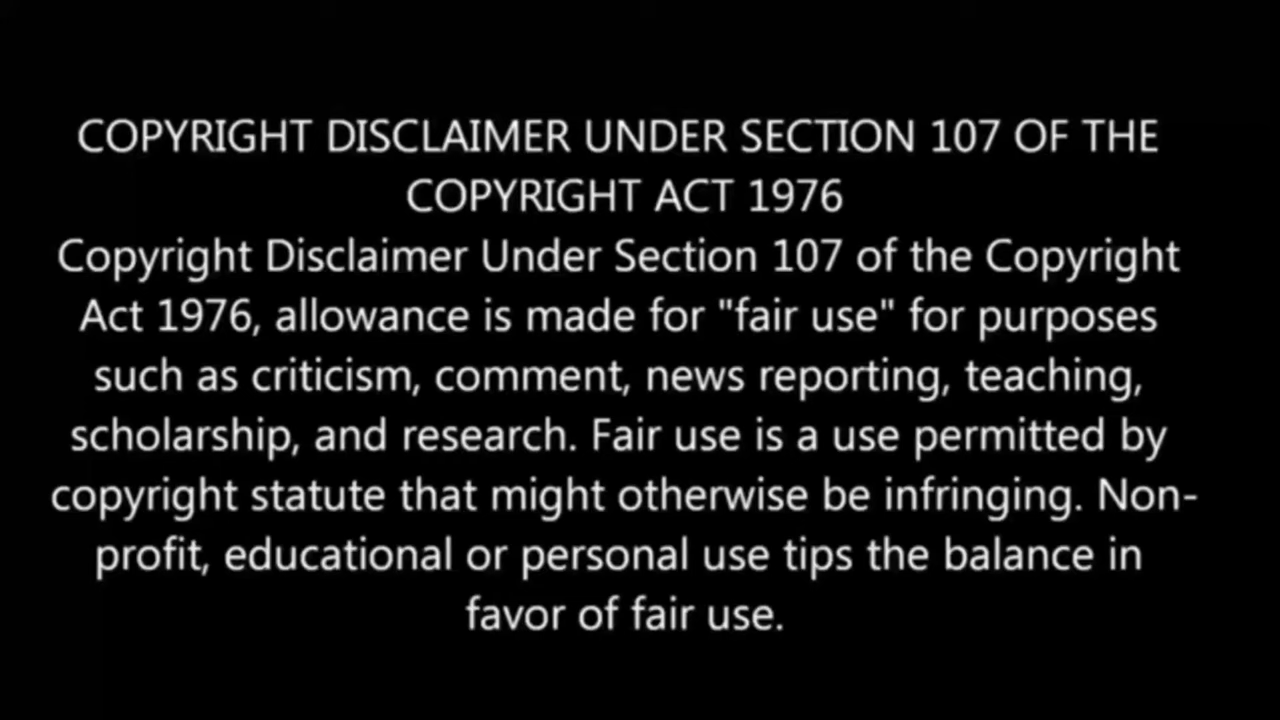 COPYRIGHT DISCLAIMER UNDER SECTION 107 OF THE
COPYRIGHT ACT 1976
Copyright Disclaimer Under Section 107 of the Copyright
Act 1976, allowance is made for "fair use" for purposes
such as criticism, comment, news reporting, teaching,
scholarship, and research. Fair use is a use permitted by
copyright statute that might otherwise be infringing. Non-
profit, educational or personal use tips the balance in
favor of fair use.